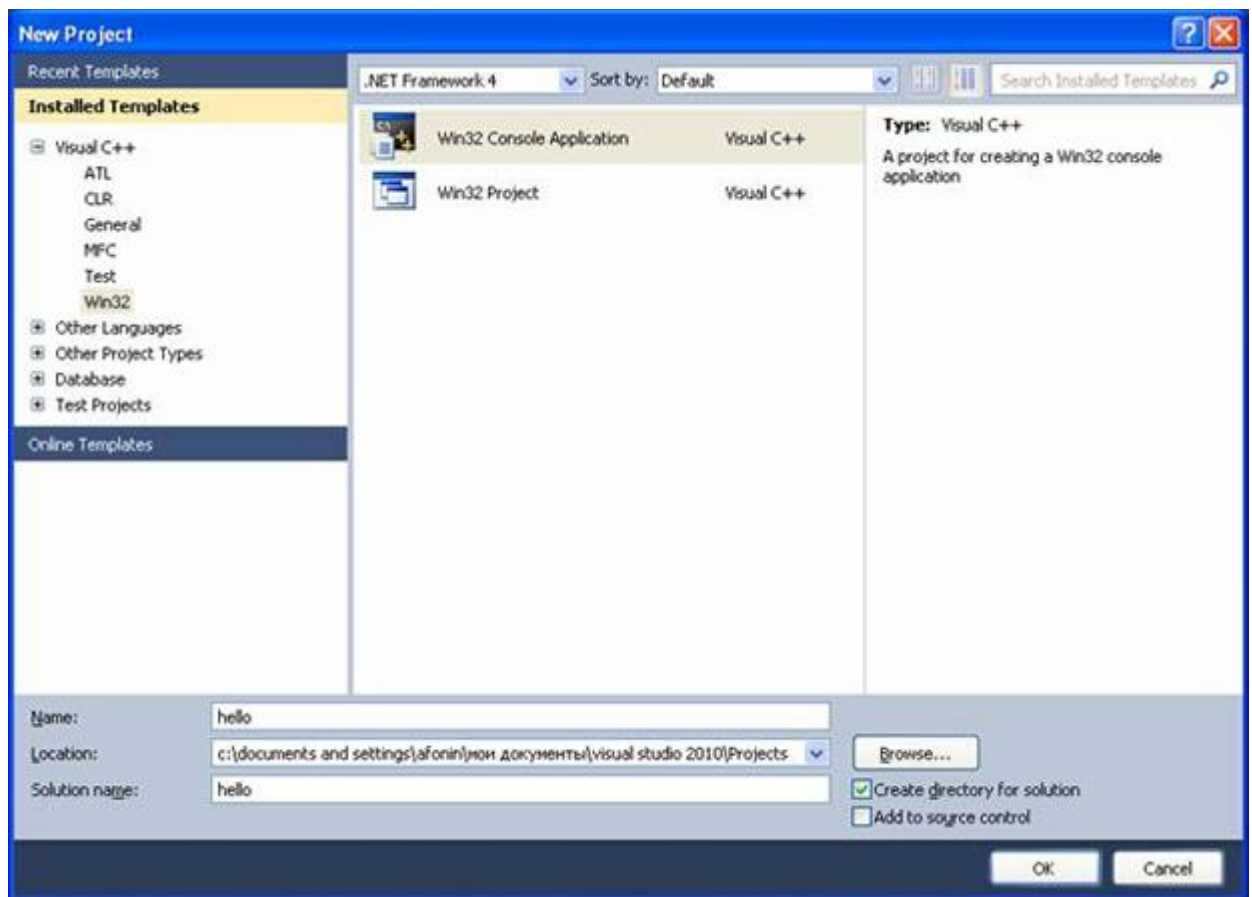 New Project
Recent Templates
Installed Templates
Visual C++
ATL
CLR
General
MFC
Test
Win32
Other Languages
Other Project Types
Database
Test Projects
Online Templates
.NET Framework 4 Sort by: Default Search Installed Templates
Win32 Console Application Visual C++
Win32 Project Visual C++
Type: Visual C++
A project for creating a Win32 console
application
Name: hello
Location: c:\documents and settings\afonin\мои документы\visual studio 2010\Projects Browse...
Solution name: hello
Create directory for solution
Add to source control
OK Cancel